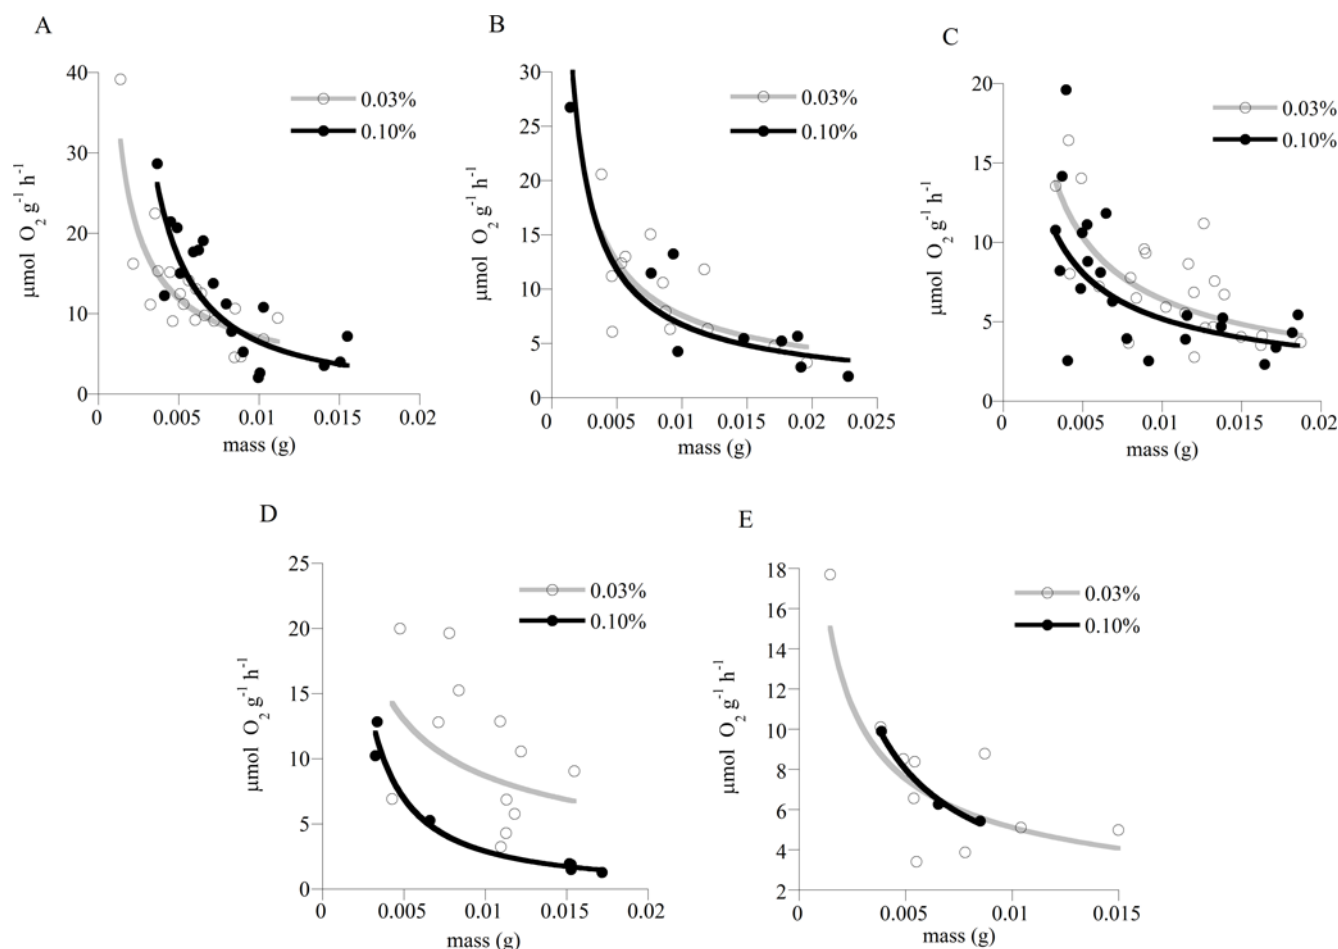 A
40
30
20
10
0
μmol O₂ g⁻¹ h⁻¹
0.03%
0.10%
0 0.005 0.01 0.015 0.02
mass (g)
B
30
25
20
15
10
5
0
μmol O₂ g⁻¹ h⁻¹
0.03%
0.10%
0 0.005 0.01 0.015 0.02 0.025
mass (g)
C
20
15
10
5
0
μmol O₂ g⁻¹ h⁻¹
0.03%
0.10%
0 0.005 0.01 0.015 0.02
mass (g)
D
25
20
15
10
5
0
μmol O₂ g⁻¹ h⁻¹
0.03%
0.10%
0 0.005 0.01 0.015 0.02
mass (g)
E
18
16
14
12
10
8
6
4
2
μmol O₂ g⁻¹ h⁻¹
0.03%
0.10%
0 0.005 0.01 0.015
mass (g)